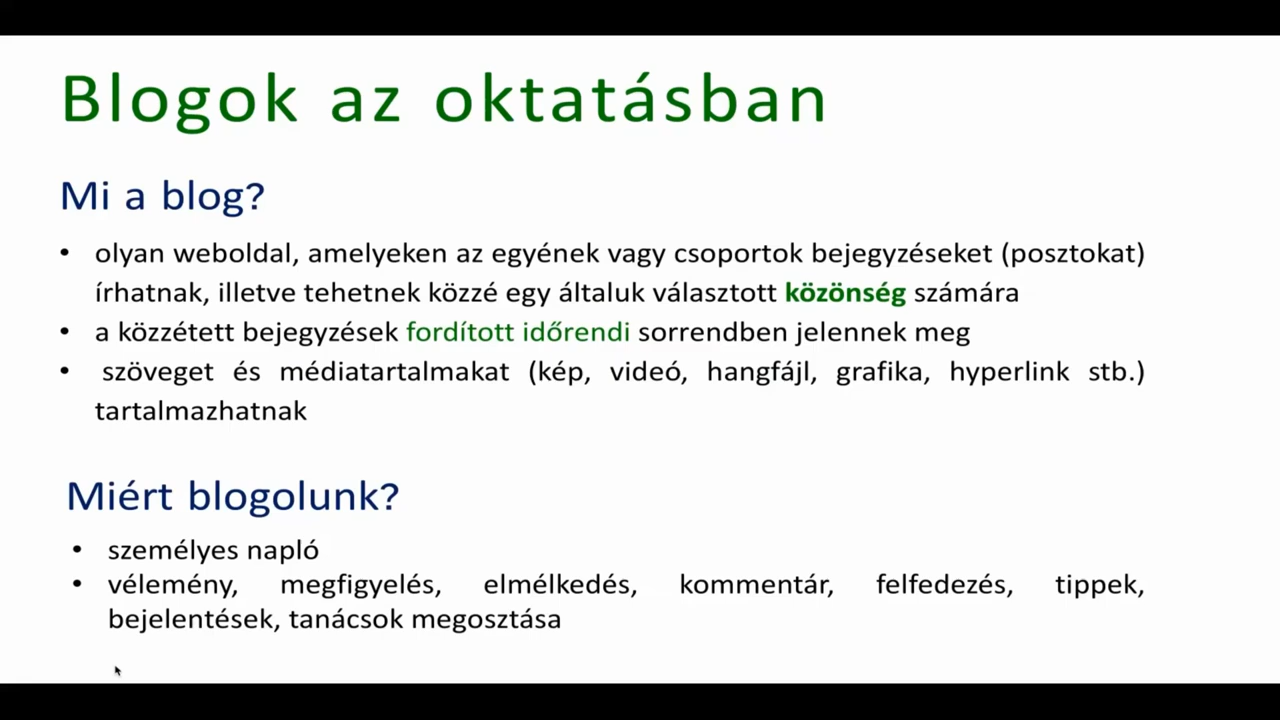 Blogok az oktatásban
Mi a blog?
• olyan weboldal, amelyeken az egyének vagy csoportok bejegyzéseket (posztokat)
írhatnak, illetve tehetnek közzé egy általuk választott közönség számára
• a közzétett bejegyzések fordított időrendi sorrendben jelennek meg
• szöveget és médiatartalmakat (kép, videó, hangfájl, grafika, hyperlink stb.)
tartalmazhatnak
Miért blogolunk?
• személyes napló
• vélemény, megfigyelés, elmélkedés, kommentár, felfedezés, tippek,
bejelentések, tanácsok megosztása